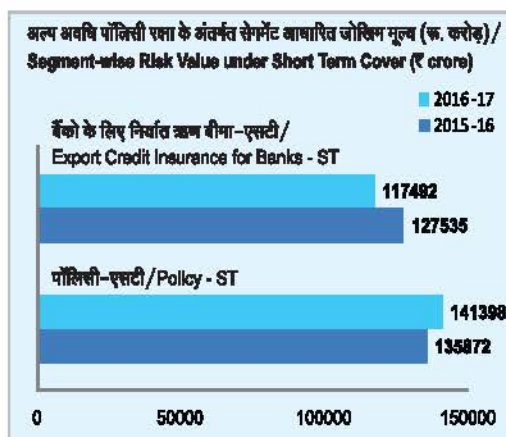 अल्प अवधि पॉलिसी रक्षा के अंतर्गत सेगमेंट आधारित जोखिम मूल्य (रू. करोड़)/
Segment-wise Risk Value under Short Term Cover (₹ crore)
2016-17
2015-16
बैंको के लिए निर्यात ऋण बीमा-एसटी/
Export Credit Insurance for Banks - ST
117492
127535
पॉलिसी-एसटी/Policy - ST
141398
135872
0 50000 100000 150000